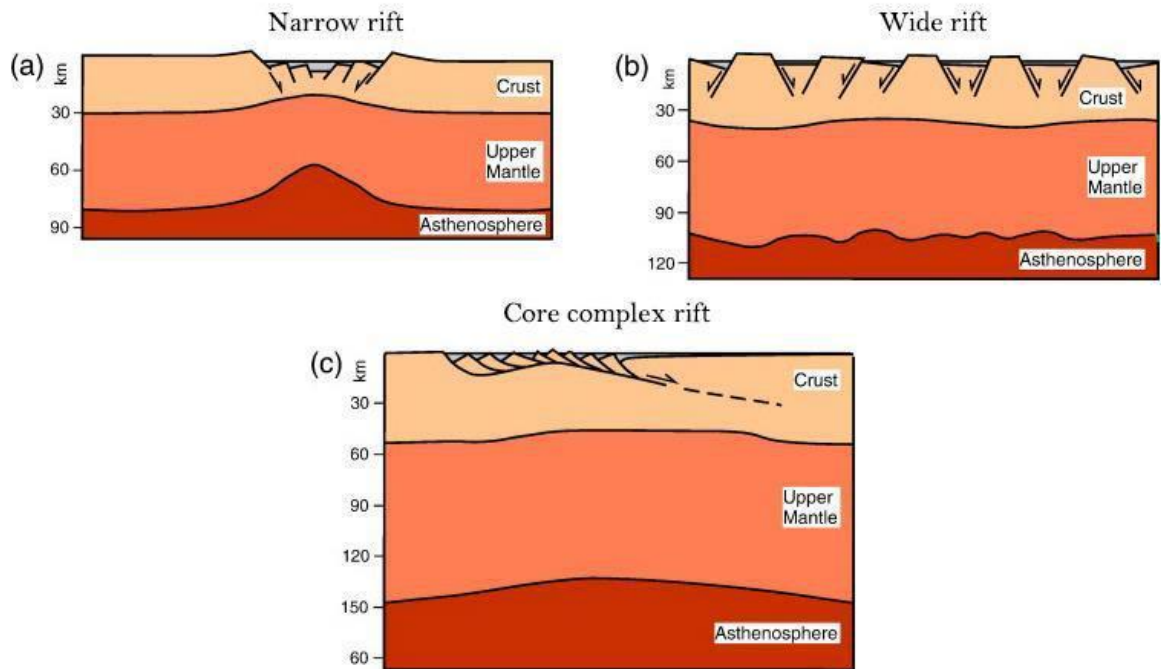 Narrow rift
(a)
km
30
60
90
Crust
Upper
Mantle
Asthenosphere
Wide rift
(b)
km
30
60
90
120
Crust
Upper
Mantle
Asthenosphere
Core complex rift
(c)
km
30
60
90
120
150
60
Crust
Upper
Mantle
Asthenosphere